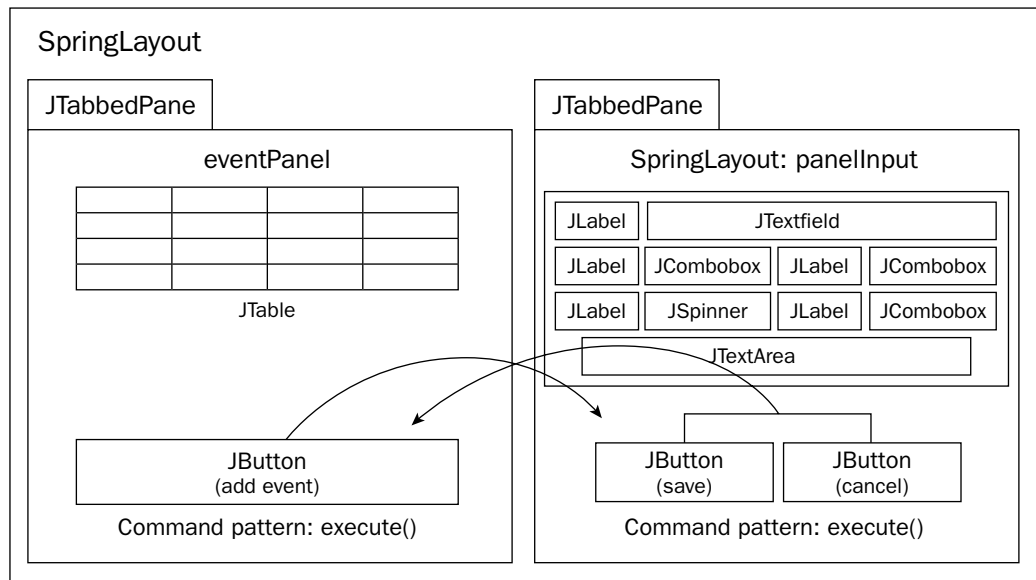 SpringLayout
JTabbedPane
eventPanel
JTable
JButton
(add event)
Command pattern: execute()
JTabbedPane
SpringLayout: panelInput
JLabel JTextfield
JLabel JCombobox JLabel JCombobox
JLabel JSpinner JLabel JCombobox
JTextArea
JButton
(save)
JButton
(cancel)
Command pattern: execute()